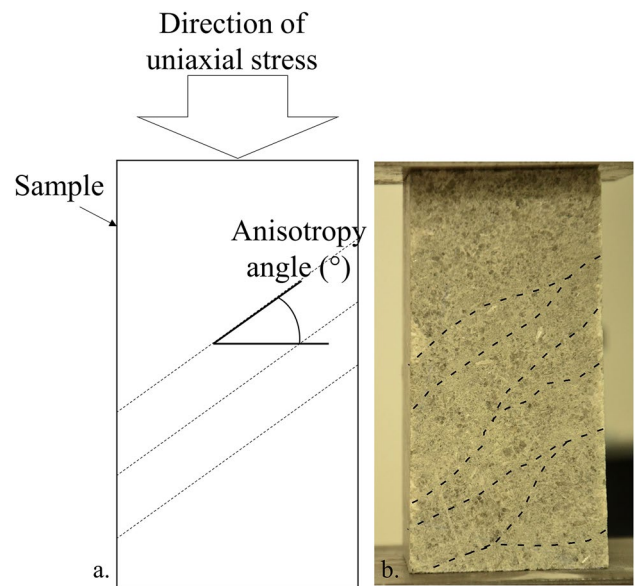 Direction of
uniaxial stress
Sample
Anisotropy
angle (°)
a.
b.